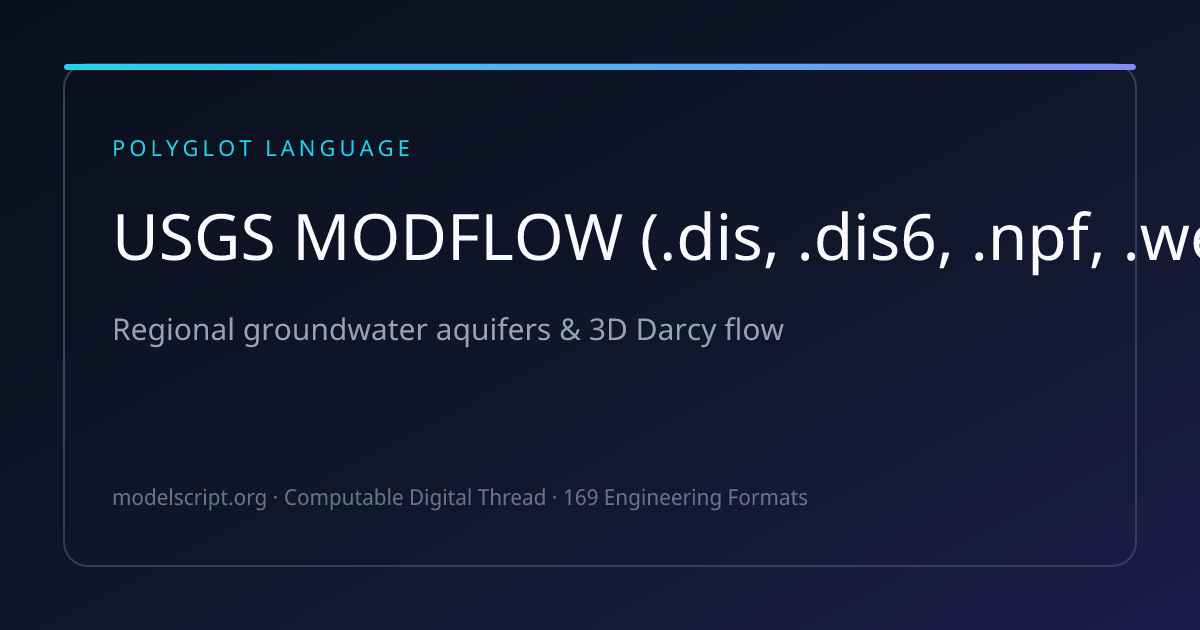 POLYGLOT LANGUAGE
USGS MODFLOW (.dis, .dis6, .npf,
Regional groundwater aquifers & 3D Darcy flow
modelscript.org · Computable Digital Thread · 169 Engineering Formats